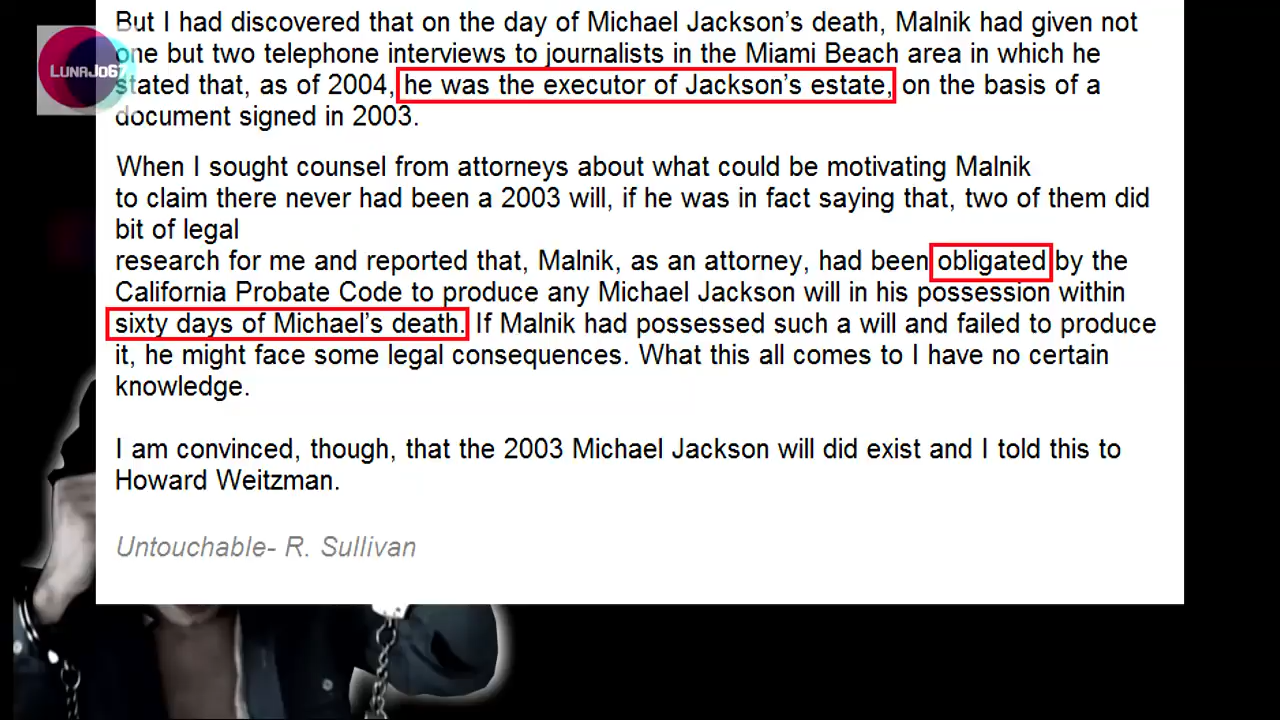 But I had discovered that on the day of Michael Jackson's death, Malnik had given not
one but two telephone interviews to journalists in the Miami Beach area in which he
stated that, as of 2004, he was the executor of Jackson's estate, on the basis of a
document signed in 2003.
LUNAJO67
When I sought counsel from attorneys about what could be motivating Malnik
to claim there never had been a 2003 will, if he was in fact saying that, two of them did
bit of legal
research for me and reported that, Malnik, as an attorney, had been obligated by the
California Probate Code to produce any Michael Jackson will in his possession within
sixty days of Michael's death. If Malnik had possessed such a will and failed to produce
it, he might face some legal consequences. What this all comes to I have no certain
knowledge.
I am convinced, though, that the 2003 Michael Jackson will did exist and I told this to
Howard Weitzman.
Untouchable- R. Sullivan